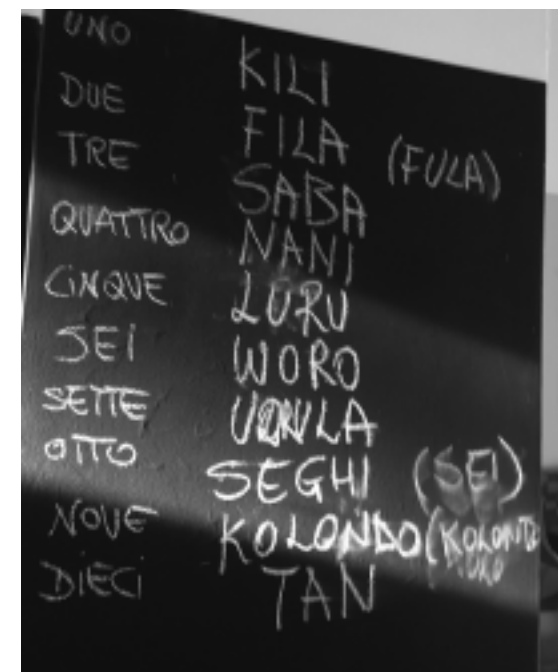 UNO KILI
DUE FILA (FULA)
TRE SABA
QUATTRO NANI
CINQUE LURU
SEI WORO
SETTE
OTTO SEGHI (SEI)
NOVE KOLONDO (KOLONTO
DIECI TAN